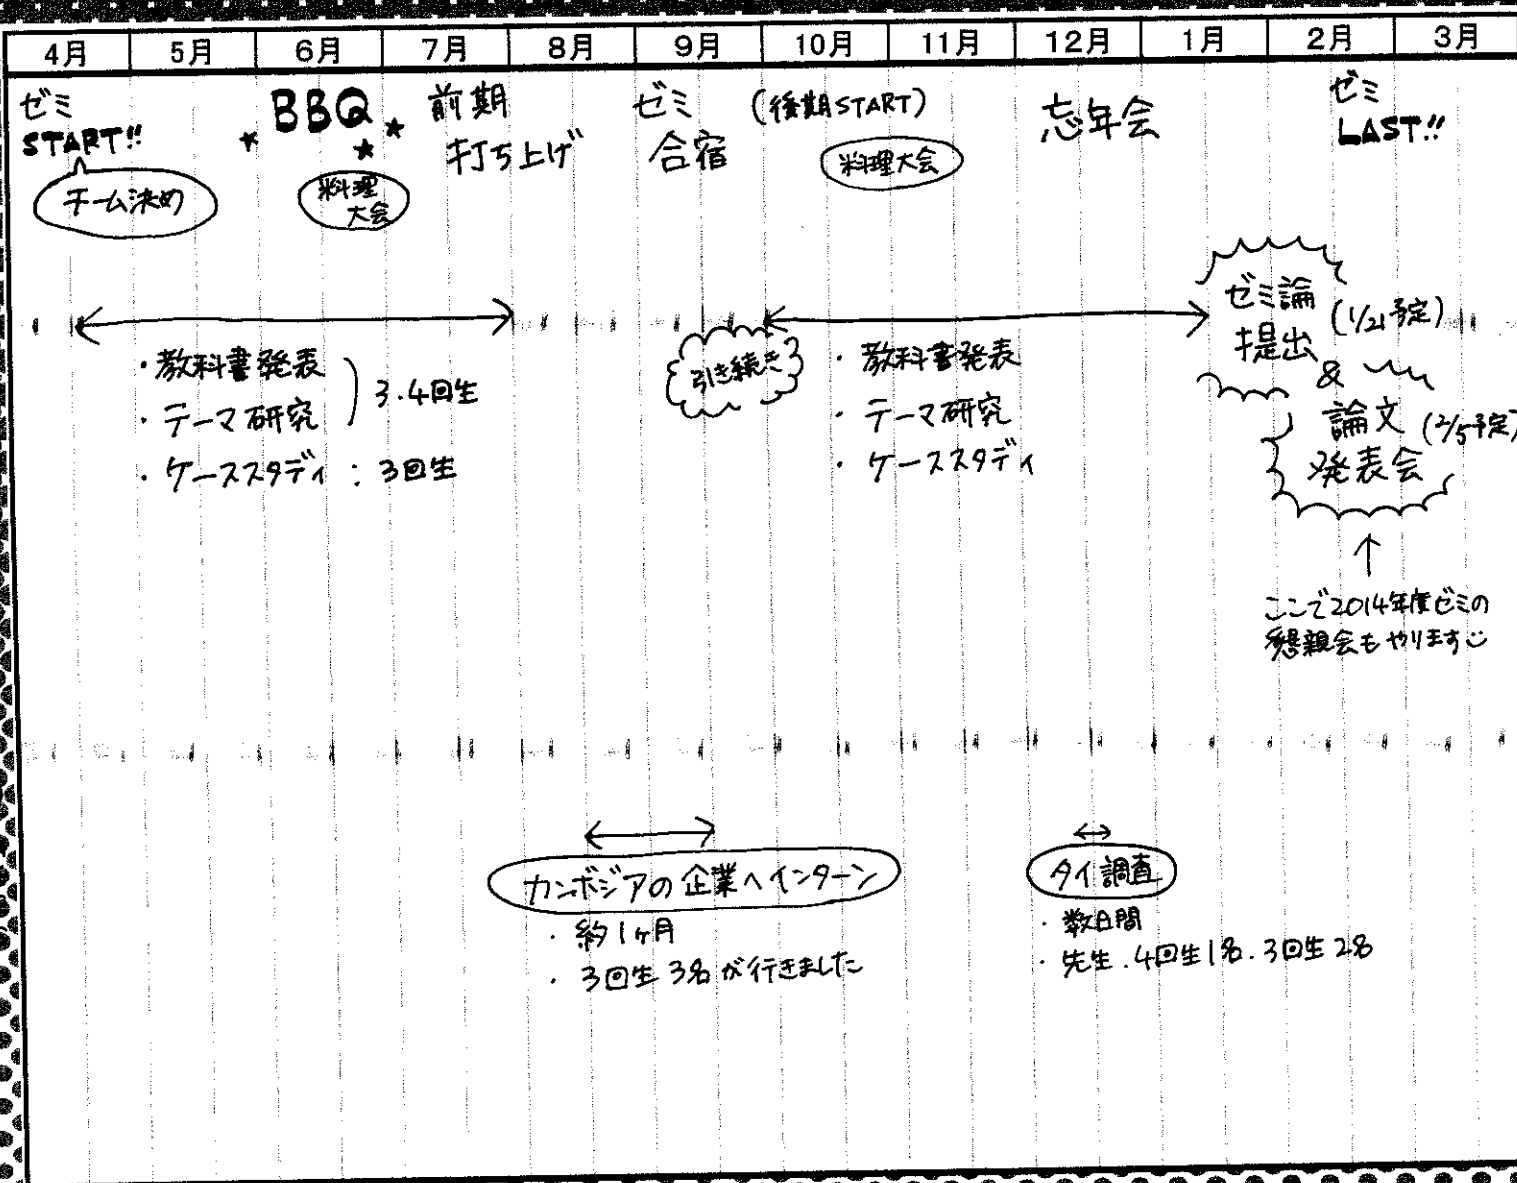 4月 5月 6月 7月 8月 9月 10月 11月 12月 1月 2月 3月
ゼミ
START!!
チーム決め
BBQ
料理
大会
前期
打ち上げ
ゼミ
合宿
(後期START)
料理大会
忘年会
ゼミ
LAST!!
・教科書発表
・テーマ研究
3.4回生
・ケーススタディ:3回生
引き続き
・教科書発表
・テーマ研究
・ケーススタディ
ゼミ論
提出
(1/21予定)
&
論文
発表会
(2/5予定)
↑
ここで2014年度ゼミの
懇親会もやります
カンボジアの企業へインターン
・約1ヶ月
・3回生3名が行きました
タイ調査
・数日間
・先生.4回生1名.3回生2名